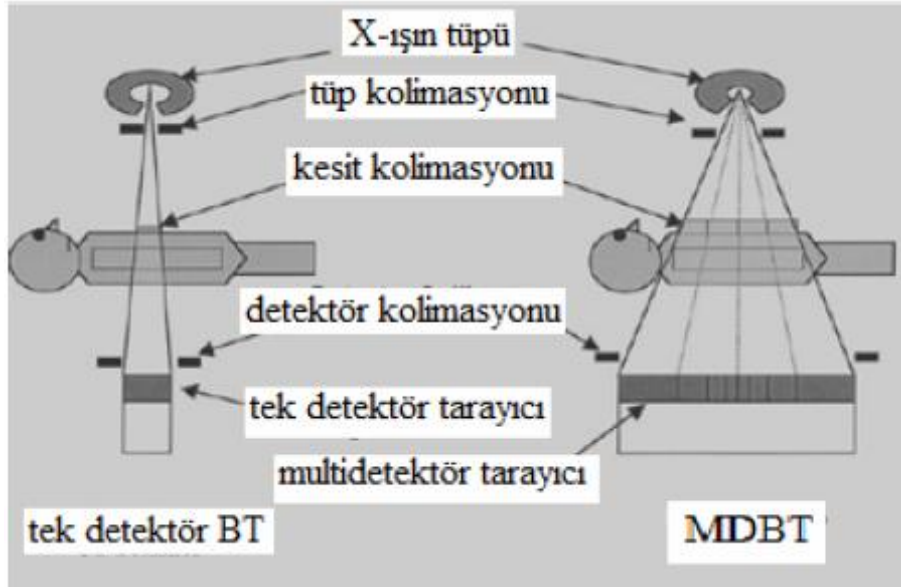 X-ışın tüpü
tüp kolimasyonu
kesit kolimasyonu
detektör kolimasyonu
tek detektör tarayıcı
multidetektör tarayıcı
tek detektör BT
MDBT